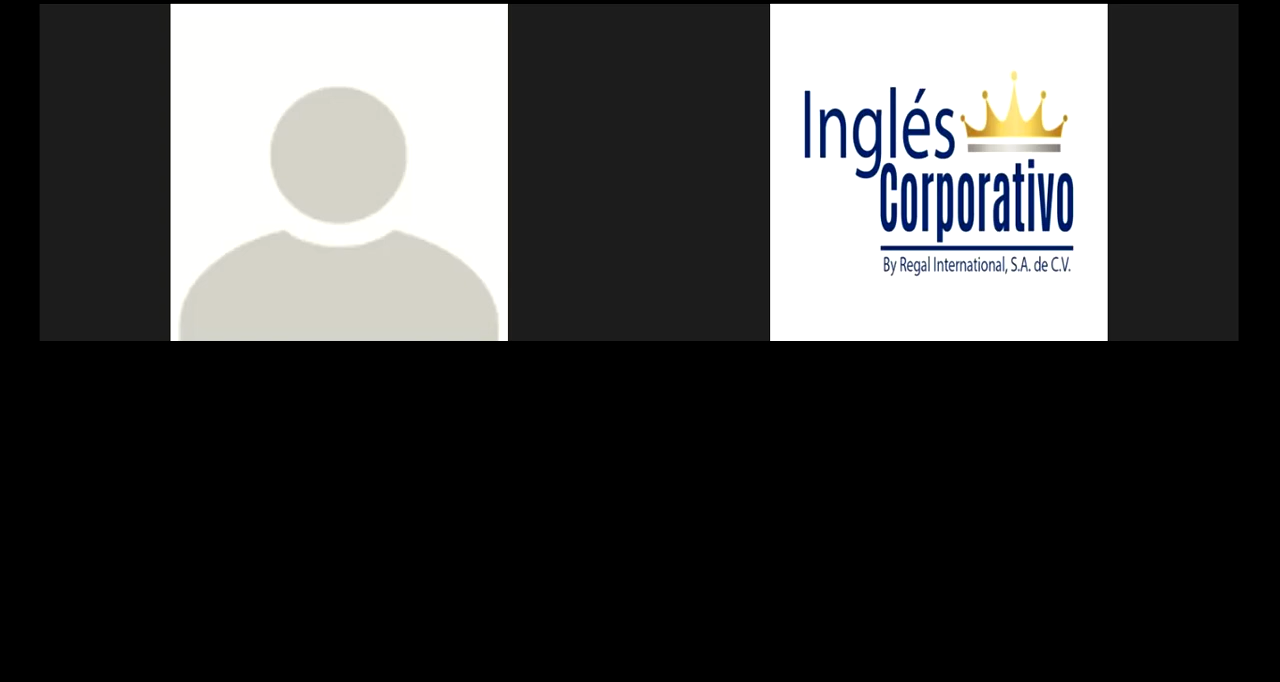 Inglés
Corporativo
By Regal International, S.A. de C.V.